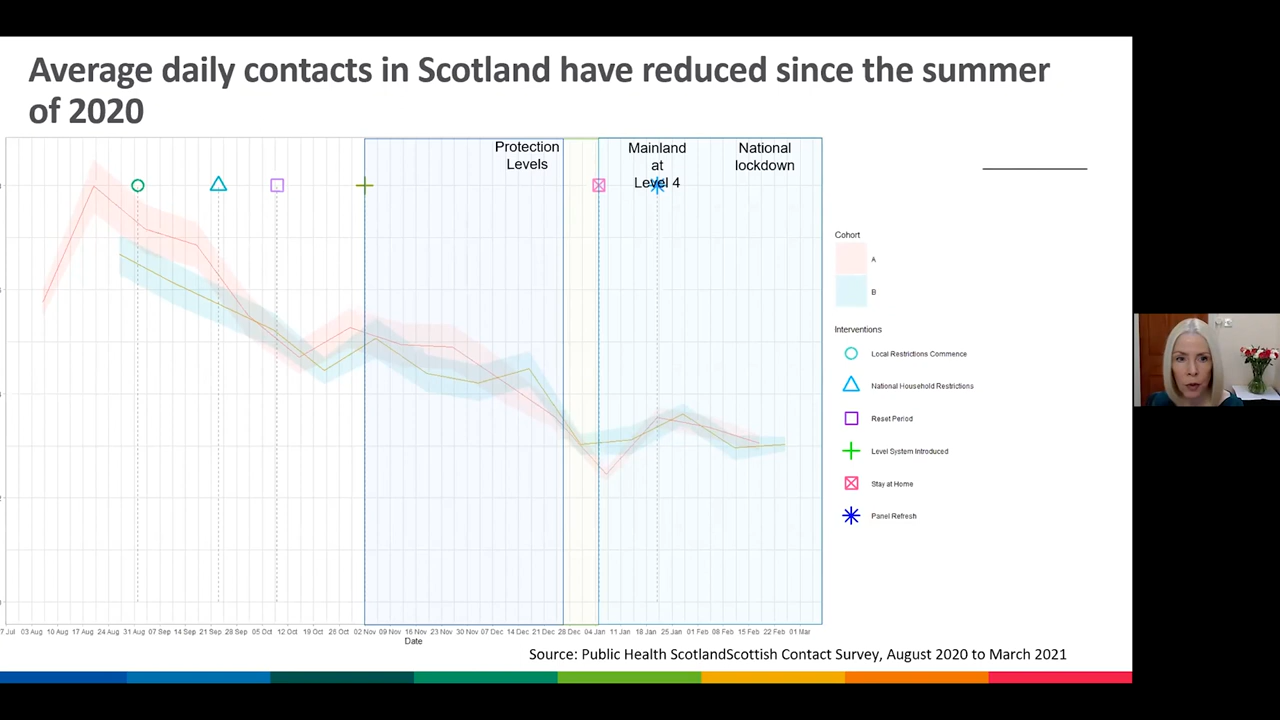 Average daily contacts in Scotland have reduced since the summer
of 2020
Protection
Levels
Mainland
at
Level 4
National
lockdown
Cohort
A
B
Interventions
Local Restrictions Commence
National Household Restrictions
Reset Period
Level System Introduced
Stay at Home
Panel Refresh
7 Jul 03 Aug 10 Aug 17 Aug 24 Aug 31 Aug 07 Sep 14 Sep 21 Sep 28 Sep 05 Oct 12 Oct 19 Oct 26 Oct 02 Nov 09 Nov 16 Nov 23 Nov 30 Nov 07 Dec 14 Dec 21 Dec 28 Dec 04 Jan 11 Jan 18 Jan 25 Jan 01 Feb 08 Feb 15 Feb 22 Feb 01 Mar
Date
Source: Public Health ScotlandScottish Contact Survey, August 2020 to March 2021